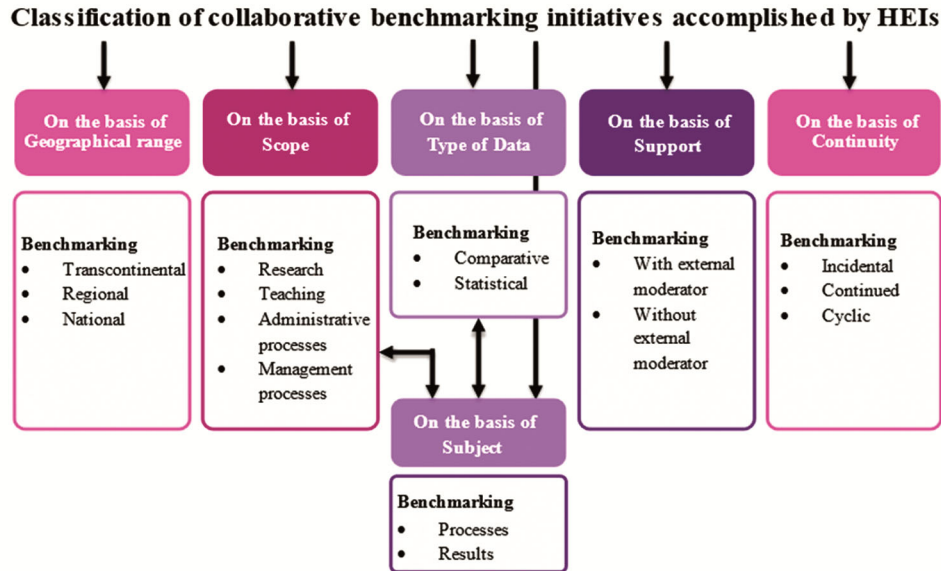 Classification of collaborative benchmarking initiatives accomplished by HEIs
On the basis of
Geographical range
Benchmarking
• Transcontinental
• Regional
• National
On the basis of
Scope
Benchmarking
• Research
• Teaching
• Administrative
processes
• Management
processes
On the basis of
Type of Data
Benchmarking
• Comparative
• Statistical
On the basis of
Subject
Benchmarking
• Processes
• Results
On the basis of
Support
Benchmarking
• With external
moderator
• Without
external
moderator
On the basis of
Continuity
Benchmarking
• Incidental
• Continued
• Cyclic